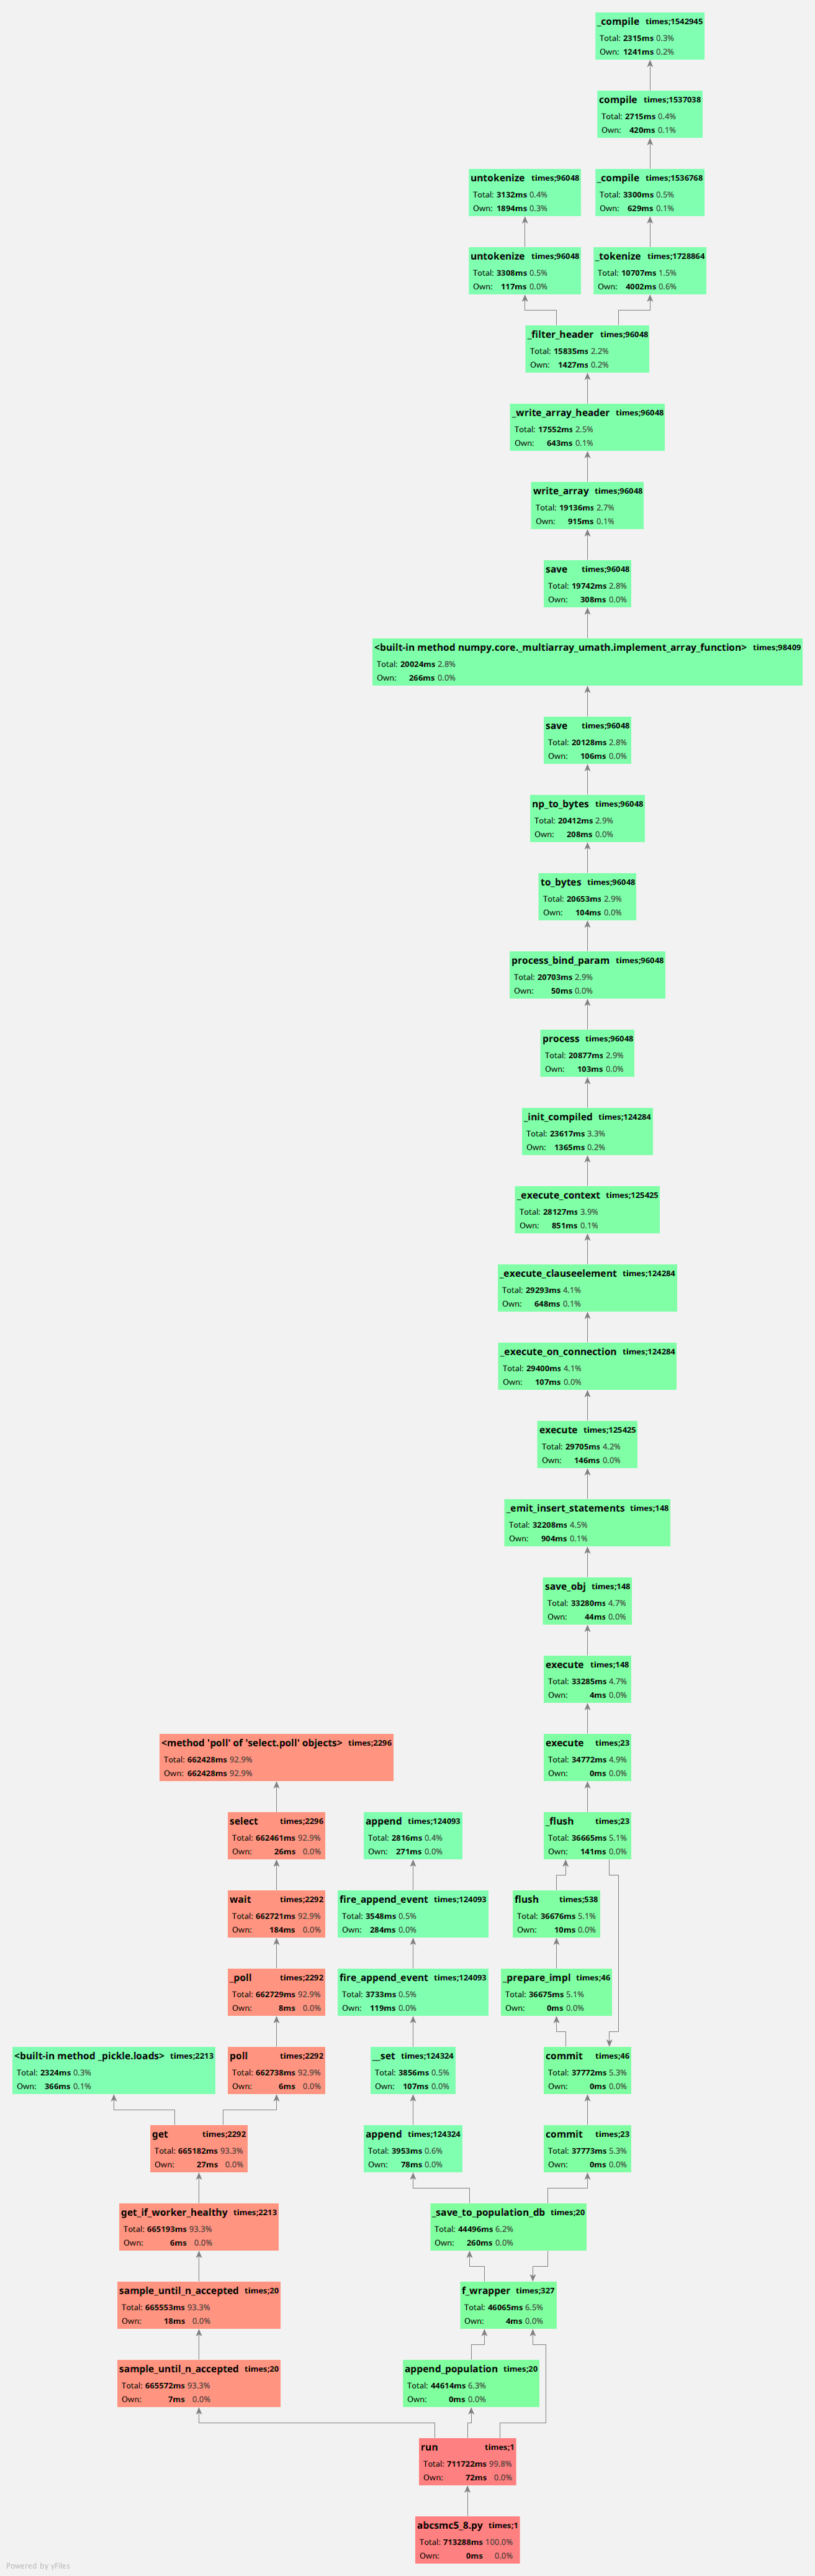 _compile times;1542945
Total: 2315ms 0.3%
Own: 1241ms 0.2%
compile times;1537038
Total: 2715ms 0.4%
Own: 420ms 0.1%
untokenize times;96048
Total: 3132ms 0.4%
Own: 1894ms 0.3%
_compile times;1536768
Total: 3300ms 0.5%
Own: 629ms 0.1%
untokenize times;96048
Total: 3308ms 0.5%
Own: 117ms 0.0%
_tokenize times;1728864
Total: 10707ms 1.5%
Own: 4002ms 0.6%
_filter_header times;96048
Total: 15835ms 2.2%
Own: 1427ms 0.2%
_write_array_header times;96048
Total: 17552ms 2.5%
Own: 643ms 0.1%
write_array times;96048
Total: 19136ms 2.7%
Own: 915ms 0.1%
save times;96048
Total: 19742ms 2.8%
Own: 308ms 0.0%
<built-in method numpy.core._multiarray_umath.implement_array_function> times;98409
Total: 20024ms 2.8%
Own: 266ms 0.0%
save times;96048
Total: 20128ms 2.8%
Own: 106ms 0.0%
np_to_bytes times;96048
Total: 20412ms 2.9%
Own: 208ms 0.0%
to_bytes times;96048
Total: 20653ms 2.9%
Own: 104ms 0.0%
process_bind_param times;96048
Total: 20703ms 2.9%
Own: 50ms 0.0%
process times;96048
Total: 20877ms 2.9%
Own: 103ms 0.0%
_init_compiled times;124284
Total: 23617ms 3.3%
Own: 1365ms 0.2%
_execute_context times;125425
Total: 28127ms 3.9%
Own: 851ms 0.1%
_execute_clauseelement times;124284
Total: 29293ms 4.1%
Own: 648ms 0.1%
_execute_on_connection times;124284
Total: 29400ms 4.1%
Own: 107ms 0.0%
execute times;125425
Total: 29705ms 4.2%
Own: 146ms 0.0%
_emit_insert_statements times;148
Total: 32208ms 4.5%
Own: 904ms 0.1%
save_obj times;148
Total: 33280ms 4.7%
Own: 44ms 0.0%
execute times;148
Total: 33285ms 4.7%
Own: 4ms 0.0%
<method 'poll' of 'select.poll' objects> times;2296
Total: 662428ms 92.9%
Own: 662428ms 92.9%
execute times;23
Total: 34772ms 4.9%
Own: 0ms 0.0%
select times;2296
Total: 662461ms 92.9%
Own: 26ms 0.0%
append times;124093
Total: 2816ms 0.4%
Own: 271ms 0.0%
_flush times;23
Total: 36665ms 5.1%
Own: 141ms 0.0%
wait times;2292
Total: 662721ms 92.9%
Own: 184ms 0.0%
fire_append_event times;124093
Total: 3548ms 0.5%
Own: 284ms 0.0%
flush times;538
Total: 36676ms 5.1%
Own: 10ms 0.0%
_poll times;2292
Total: 662729ms 92.9%
Own: 8ms 0.0%
fire_append_event times;124093
Total: 3733ms 0.5%
Own: 119ms 0.0%
_prepare_impl times;46
Total: 36675ms 5.1%
Own: 0ms 0.0%
<built-in method _pickle.loads> times;2213
Total: 2324ms 0.3%
Own: 366ms 0.1%
poll times;2292
Total: 662738ms 92.9%
Own: 6ms 0.0%
__set times;124324
Total: 3856ms 0.5%
Own: 107ms 0.0%
commit times;46
Total: 37772ms 5.3%
Own: 0ms 0.0%
get times;2292
Total: 665182ms 93.3%
Own: 27ms 0.0%
append times;124324
Total: 3953ms 0.6%
Own: 78ms 0.0%
commit times;23
Total: 37773ms 5.3%
Own: 0ms 0.0%
get_if_worker_healthy times;2213
Total: 665193ms 93.3%
Own: 6ms 0.0%
_save_to_population_db times;20
Total: 44496ms 6.2%
Own: 260ms 0.0%
sample_until_n_accepted times;20
Total: 665553ms 93.3%
Own: 18ms 0.0%
f_wrapper times;327
Total: 46065ms 6.5%
Own: 4ms 0.0%
sample_until_n_accepted times;20
Total: 665572ms 93.3%
Own: 7ms 0.0%
append_population times;20
Total: 44614ms 6.3%
Own: 0ms 0.0%
run times;1
Total: 711722ms 99.8%
Own: 72ms 0.0%
abcsmc5_8.py times;1
Total: 713288ms 100.0%
Own: 0ms 0.0%
Powered by yFiles